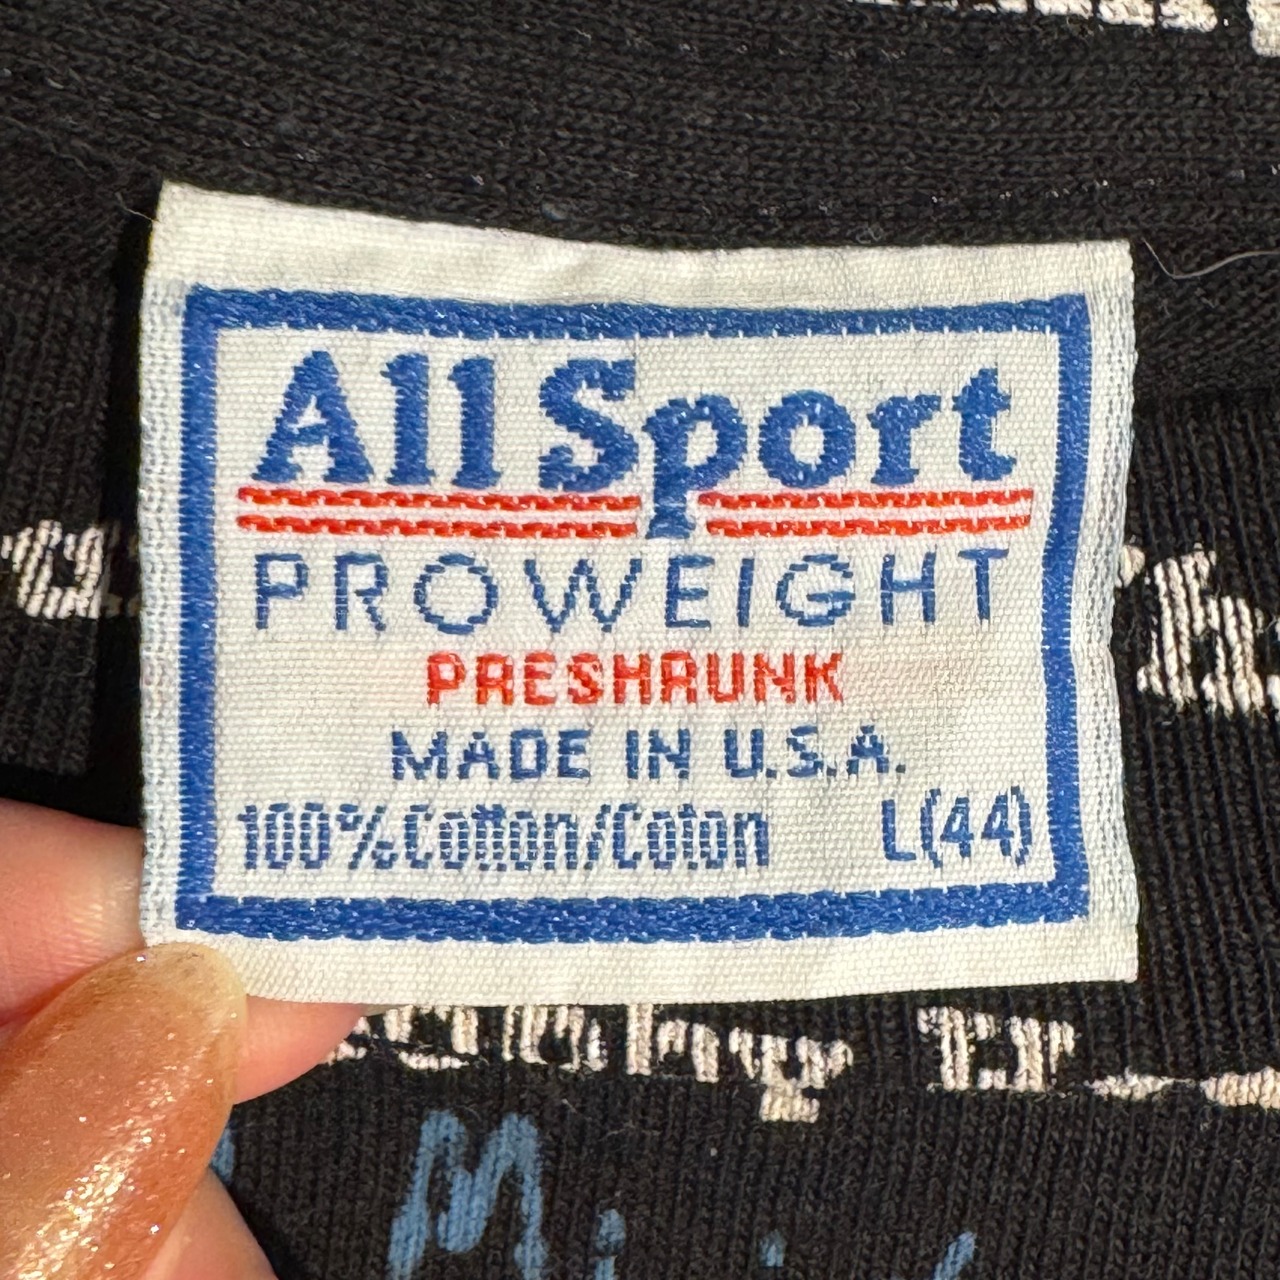 All Sport
PROWEIGHT
PRESHRUNK
MADE IN U.S.A.
100% Cotton/Coton L(44)